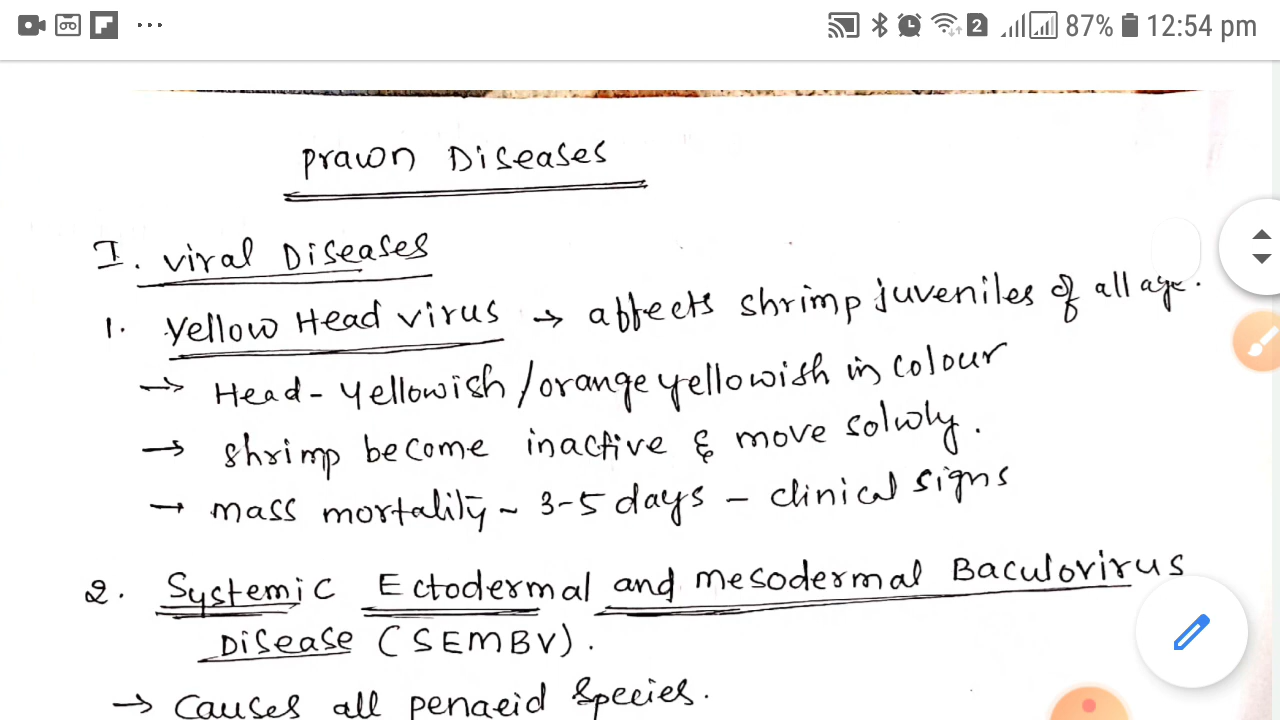 2 87% 12:54 pm
Prawn Diseases
I. viral Diseases
1. Yellow Head virus → affects shrimp juveniles of all age.
→ Head - Yellowish / orange yellowish in colour
→ shrimp become inactive & move solwly.
→ mass mortality ~ 3-5 days - clinical signs
2. Systemic Ectodermal and mesodermal Baculovirus
Disease (SEMBV).
→ Causes all penaeid species.